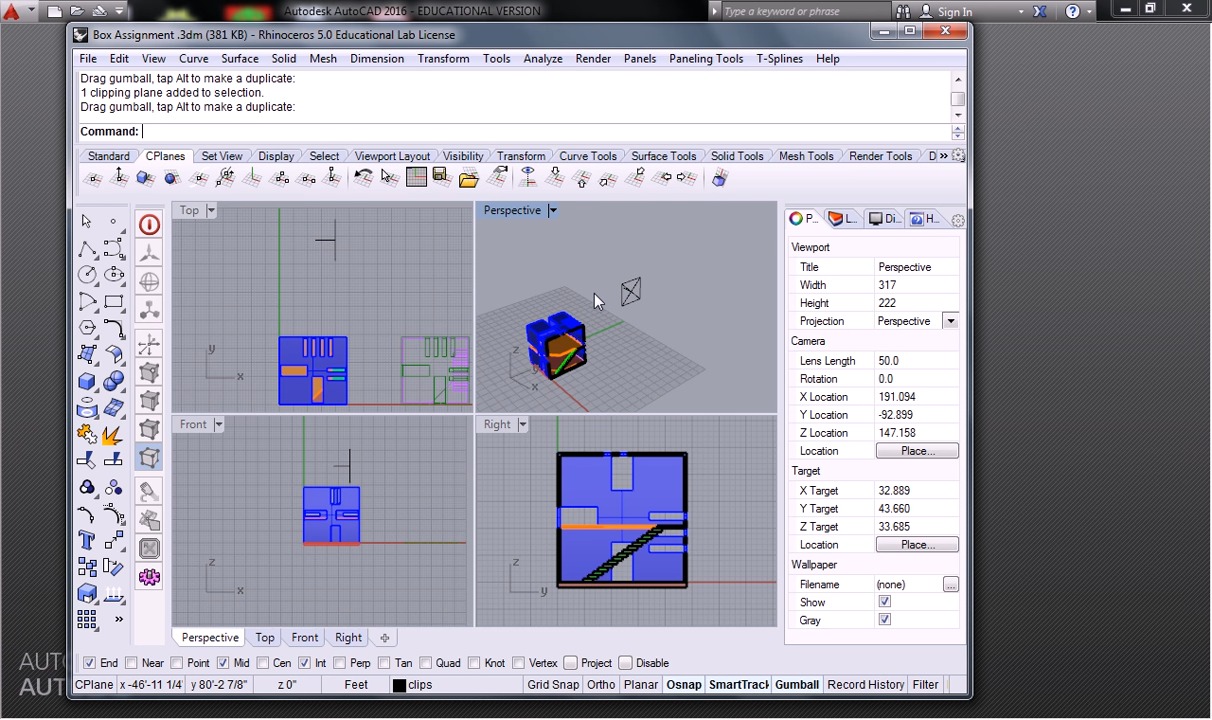 Autodesk AutoCAD 2016 - EDUCATIONAL VERSION
Type a keyword or phrase
Sign In
Box Assignment .3dm (381 KB) - Rhinoceros 5.0 Educational Lab License
File Edit View Curve Surface Solid Mesh Dimension Transform Tools Analyze Render Panels Paneling Tools T-Splines Help
Drag gumball, tap Alt to make a duplicate:
1 clipping plane added to selection.
Drag gumball, tap Alt to make a duplicate:
Command:
Standard CPlanes Set View Display Select Viewport Layout Visibility Transform Curve Tools Surface Tools Solid Tools Mesh Tools Render Tools D »
Top
y
x
Perspective
z
y
x
Front
z
x
Right
z
y
P... L... Di... H...
Viewport
Title Perspective
Width 317
Height 222
Projection Perspective
Camera
Lens Length 50.0
Rotation 0.0
X Location 191.094
Y Location -92.899
Z Location 147.158
Location Place...
Target
X Target 32.889
Y Target 43.660
Z Target 33.685
Location Place...
Wallpaper
Filename (none) ...
Show
Gray
»
Perspective Top Front Right
End Near Point Mid Cen Int Perp Tan Quad Knot Vertex Project Disable
CPlane x -46'-11 1/4' y 80'-2 7/8" z 0" Feet clips Grid Snap Ortho Planar Osnap SmartTrack Gumball Record History Filter
AUTO
AUT